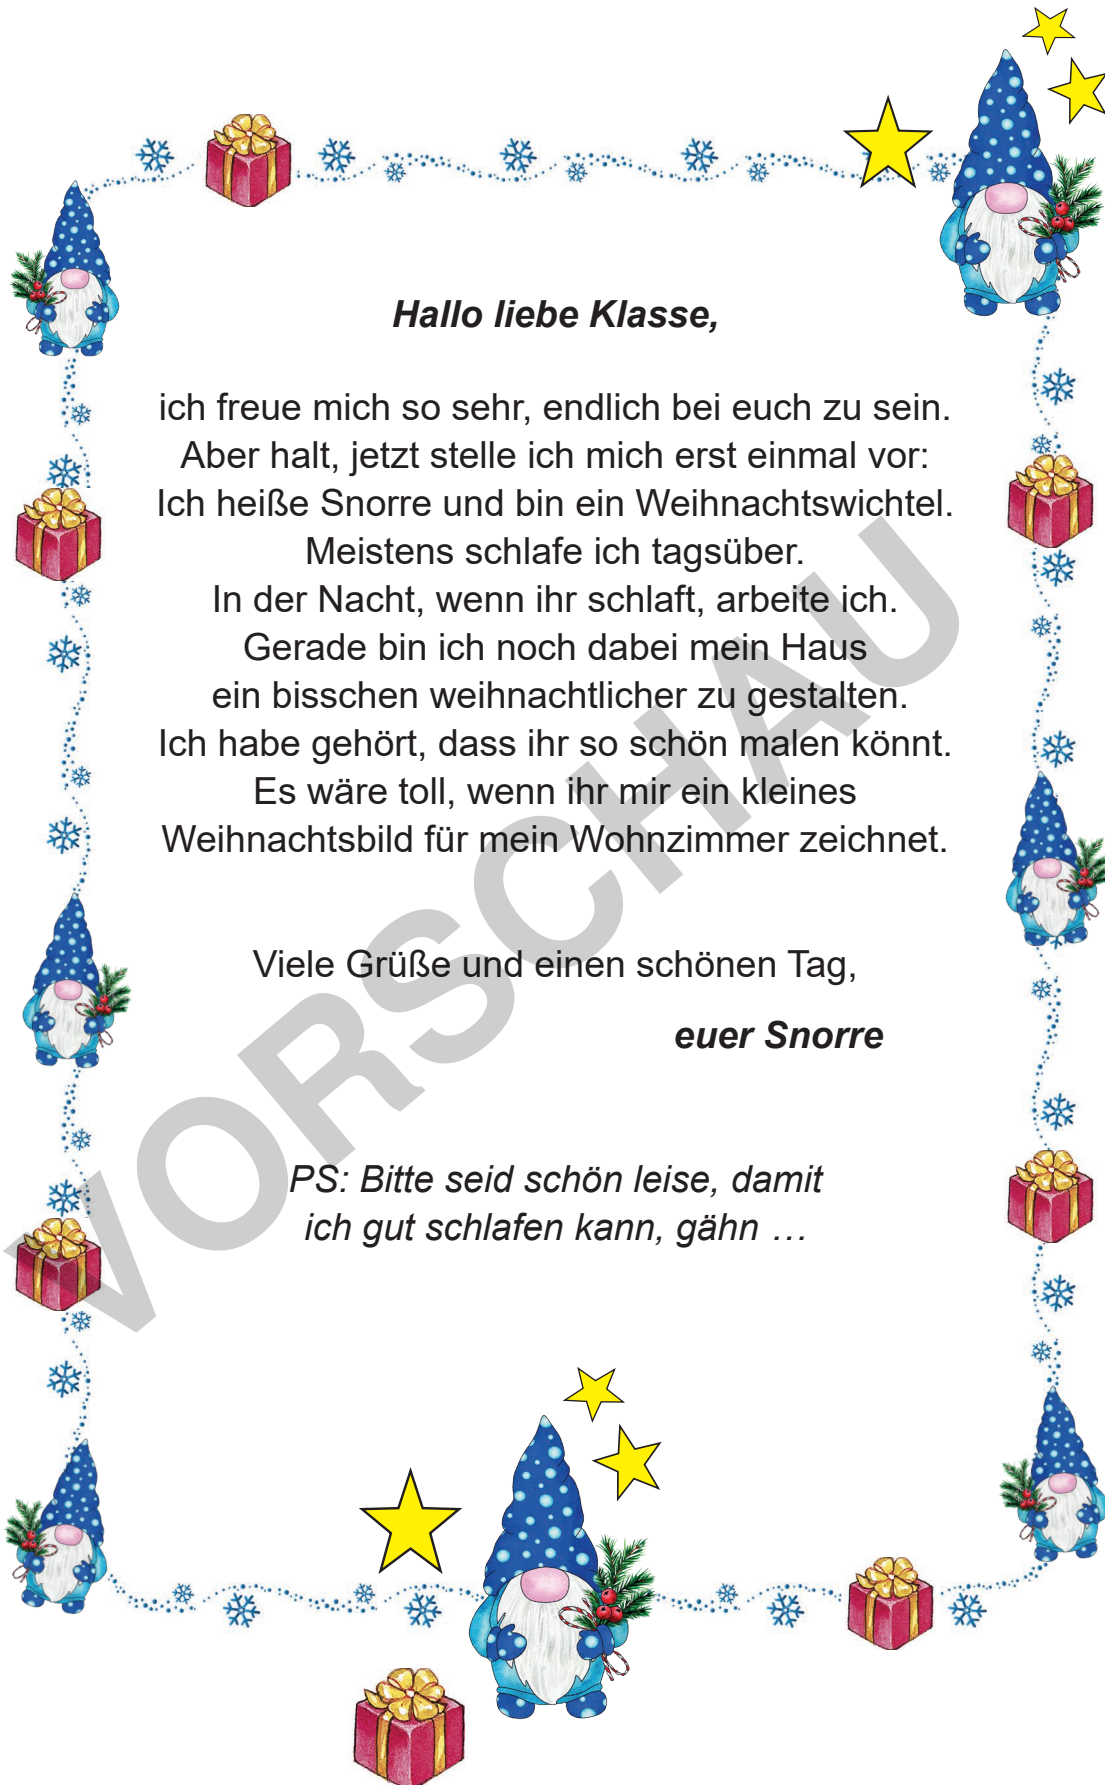 Hallo liebe Klasse,
ich freue mich so sehr, endlich bei euch zu sein.
Aber halt, jetzt stelle ich mich erst einmal vor:
Ich heiße Snorre und bin ein Weihnachtswichtel.
Meistens schlafe ich tagsüber.
In der Nacht, wenn ihr schlaft, arbeite ich.
Gerade bin ich noch dabei mein Haus
ein bisschen weihnachtlicher zu gestalten.
Ich habe gehört, dass ihr so schön malen könnt.
Es wäre toll, wenn ihr mir ein kleines
Weihnachtsbild für mein Wohnzimmer zeichnet.
Viele Grüße und einen schönen Tag,
euer Snorre
PS: Bitte seid schön leise, damit
ich gut schlafen kann, gähn …
VORSCHAU